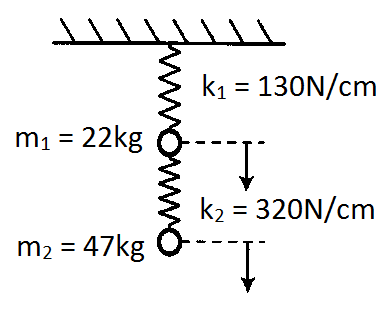 k₁ = 130N/cm
m₁ = 22kg
k₂ = 320N/cm
m₂ = 47kg